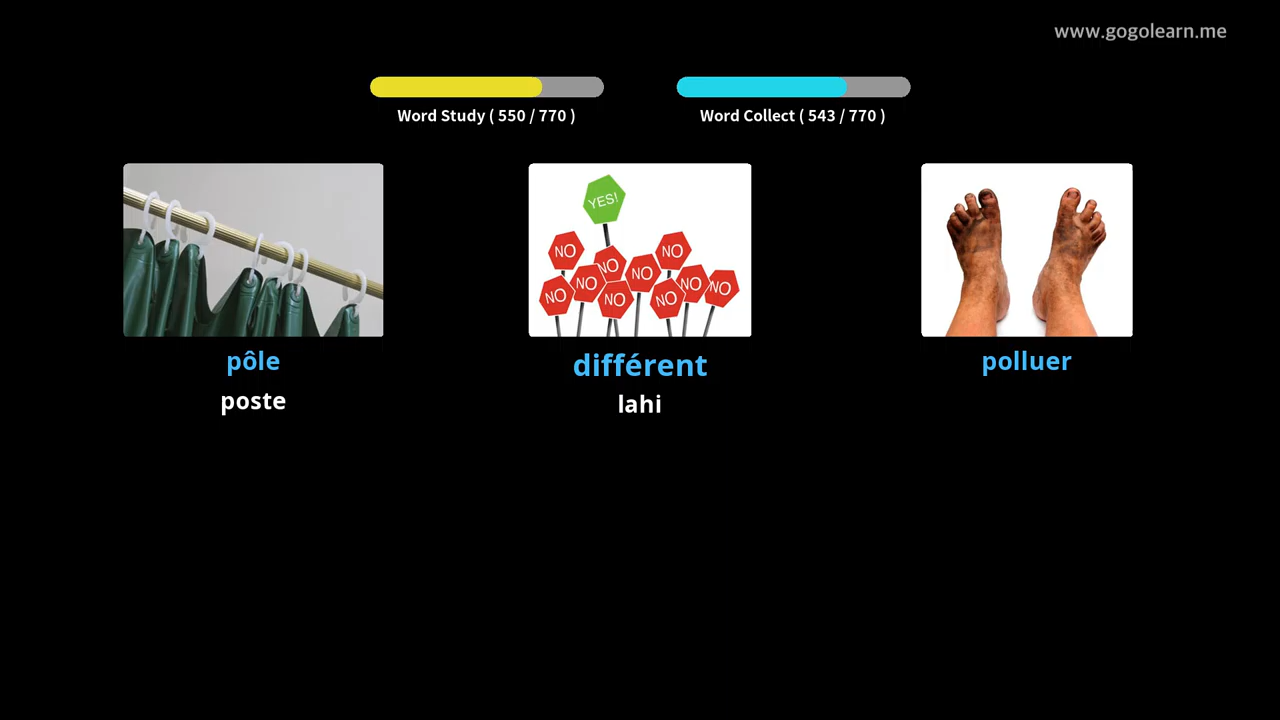 www.gogolearn.me
Word Study ( 550 / 770 )
Word Collect ( 543 / 770 )
YES!
NO
NO
NO
NO
NO
NO
NO
NO
NO
NO
pôle
différent
polluer
poste
lahi